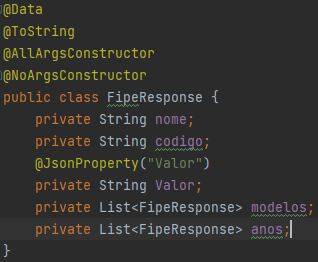 @Data
@ToString
@AllArgsConstructor
@NoArgsConstructor
public class FipeResponse {
    private String nome;
    private String codigo;
    @JsonProperty("Valor")
    private String Valor;
    private List<FipeResponse> modelos;
    private List<FipeResponse> anos;
}